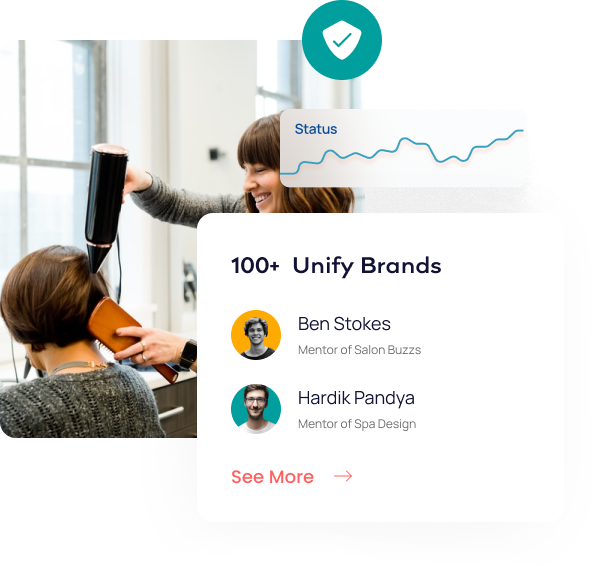 Status
100+ Unify Brands
Ben Stokes
Mentor of Salon Buzzs
Hardik Pandya
Mentor of Spa Design
See More